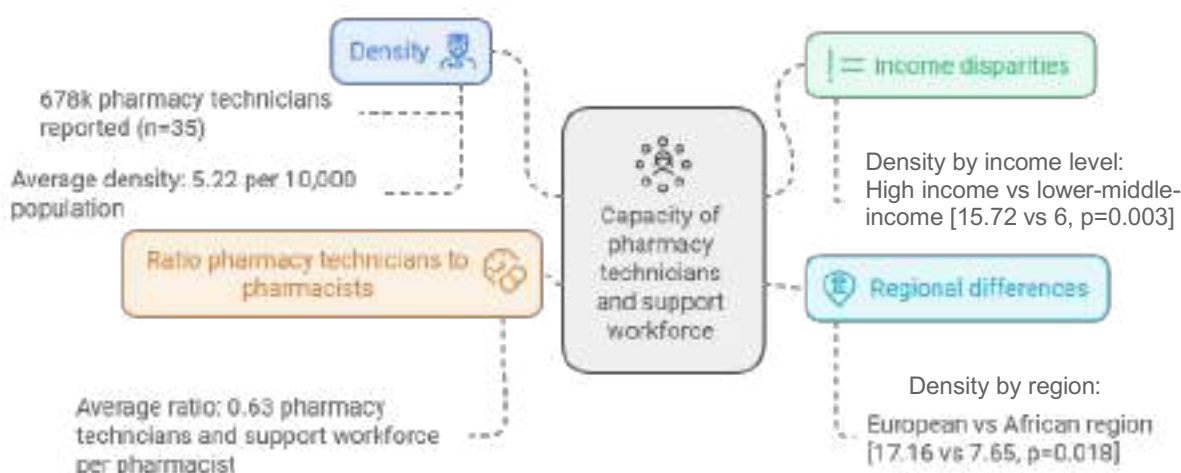 Density
678k pharmacy technicians
reported (n=35)
Average density: 5.22 per 10,000
population
Ratio pharmacy technicians to
pharmacists
Average ratio: 0.63 pharmacy
techncians and support workforce
per pharmacist
Capacity of
pharmacy
technicians
and support
workforce
Income disparities
Density by income level:
High income vs lower-middle-
income [15.72 vs 6, p=0.003]
Regional differences
Density by region:
European vs African region
[17.16 vs 7.65, p=0.018]